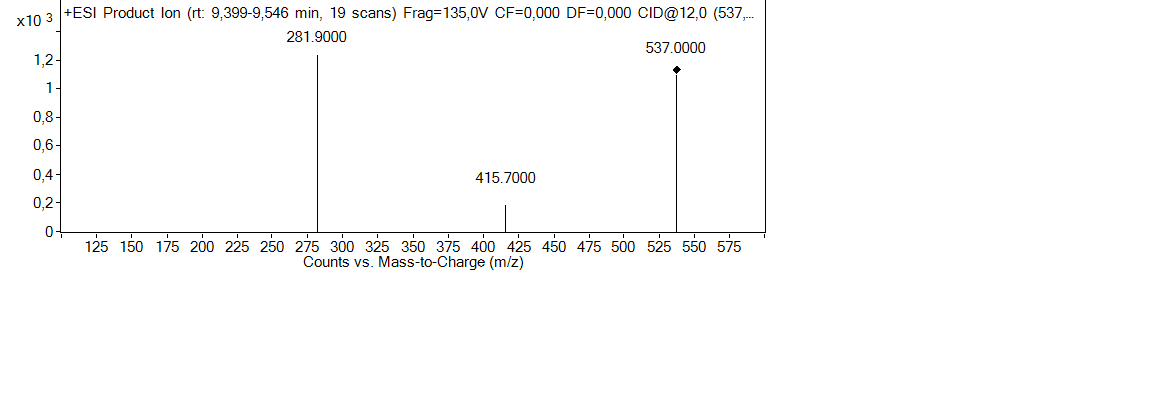 +ESI Product Ion (rt: 9,399-9,546 min, 19 scans) Frag=135,0V CF=0,000 DF=0,000 CID@12,0 (537,...
x10 3
281.9000
537.0000
415.7000
1,2
1
0,8
0,6
0,4
0,2
0
125 150 175 200 225 250 275 300 325 350 375 400 425 450 475 500 525 550 575
Counts vs. Mass-to-Charge (m/z)